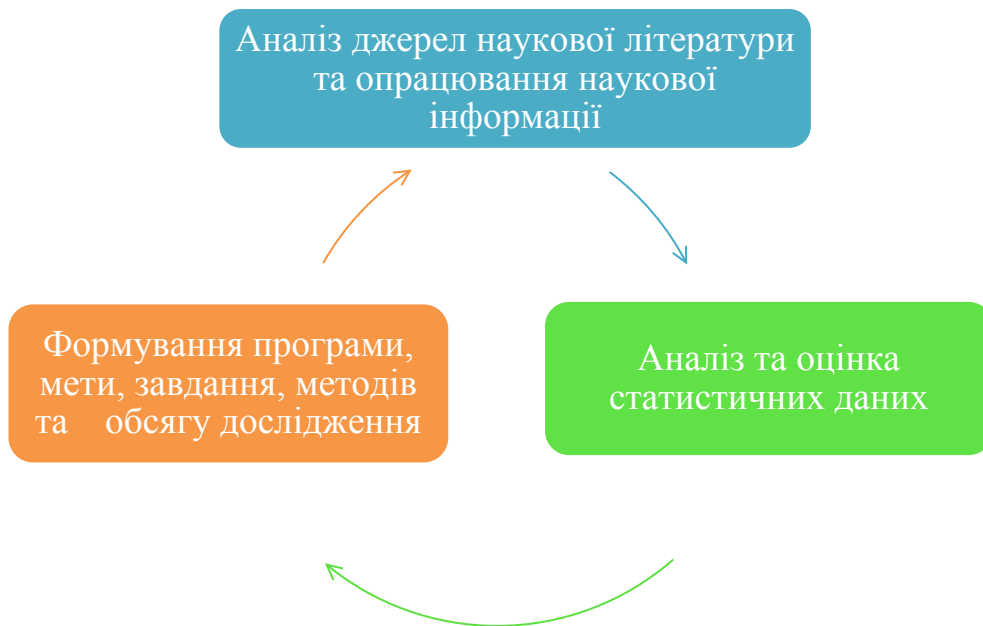 Аналіз джерел наукової літератури
та опрацювання наукової
інформації
Формування програми,
мети, завдання, методів
та обсягу дослідження
Аналіз та оцінка
статистичних даних